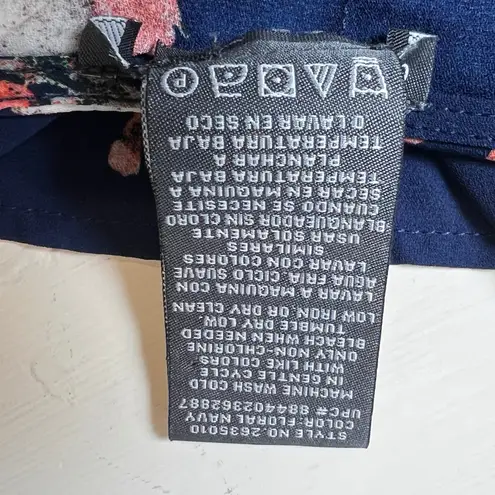 STYLE NO. 2635010
COLOR: FLORAL NAVY
UPC# 884402362887
MACHINE WASH COLD
IN GENTLE CYCLE
WITH LIKE COLORS
ONLY NON-CHLORINE
BLEACH WHEN NEEDED
TUMBLE DRY LOW.
LOW IRON. OR DRY CLEAN
LAVAR A MAQUINA CON
AGUA FRIA. CICLO SUAVE
LAVAR CON COLORES
SIMILARES
USAR SOLAMENTE
BLANQUEADOR SIN CLORO
CUANDO SE NECESITE
SECAR EN MAQUINA A
TEMPERATURA BAJA
PLANCHAR A
TEMPERATURA BAJA
O LAVAR EN SECO
P